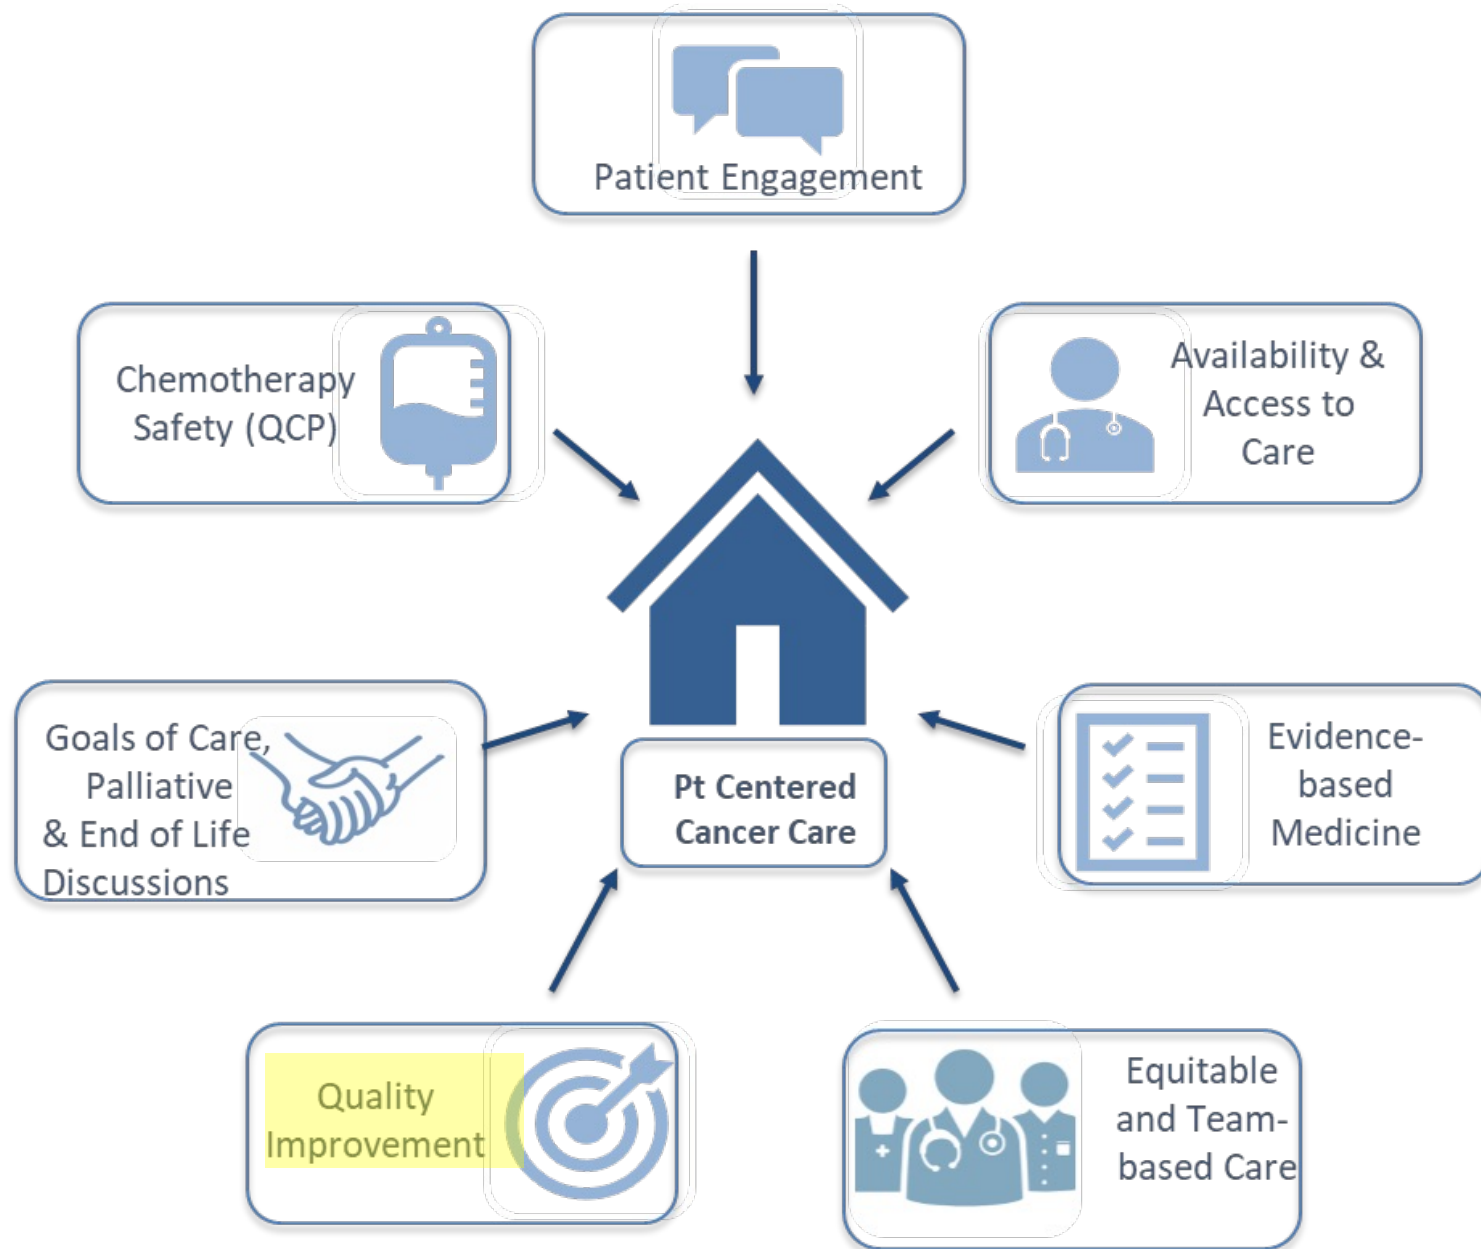 Patient Engagement
Chemotherapy
Safety (QCP)
Availability &
Access to
Care
Goals of Care,
Palliative
& End of Life
Discussions
Pt Centered
Cancer Care
Evidence-
based
Medicine
Quality
Improvement
Equitable
and Team-
based Care